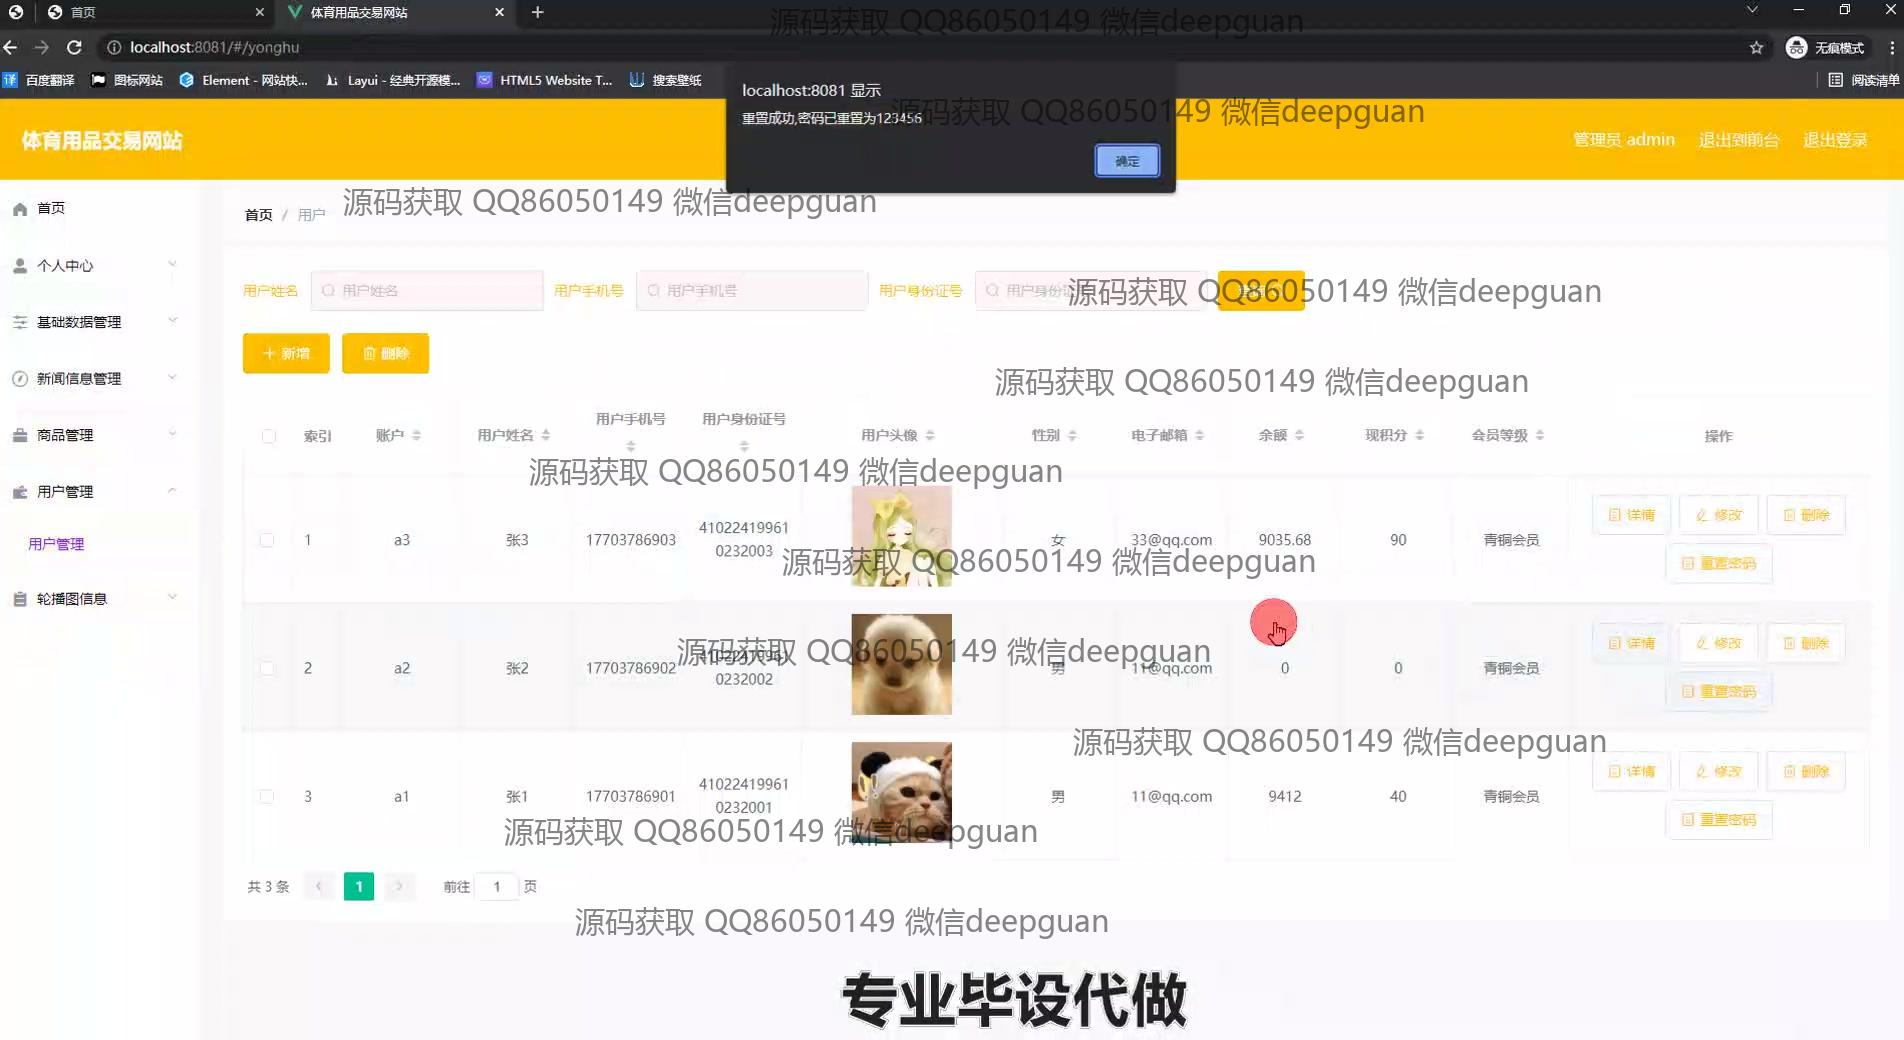 首页
体育用品交易网站
源码获取 QQ86050149 微信deepguan
localhost:8081/#/yonghu
无痕模式
百度翻译 图标网站 Element - 网站快... Layui - 经典开源模... HTML5 Website T... 搜索壁纸
阅读清单
localhost:8081 显示
重置成功,密码已重置为123456
源码获取 QQ86050149 微信deepguan
确定
体育用品交易网站
管理员 admin 退出到前台 退出登录
首页
个人中心
基础数据管理
新闻信息管理
商品管理
用户管理
用户管理
轮播图信息
首页 / 用户
源码获取 QQ86050149 微信deepguan
用户姓名 用户姓名 用户手机号 用户手机号 用户身份证号
源码获取 QQ86050149 微信deepguan
新增 删除
源码获取 QQ86050149 微信deepguan
索引 账户 用户姓名 用户手机号 用户身份证号 用户头像 性别 电子邮箱 余额 现积分 会员等级 操作
源码获取 QQ86050149 微信deepguan
1 a3 张3 17703786903 41022419961 女 33@qq.com 9035.68 90 青铜会员 详情 修改 删除
0232003
重置密码
源码获取 QQ86050149 微信deepguan
2 a2 张2 17703786902 男 11@qq.com 0 0 青铜会员 详情 修改 删除
0232002
重置密码
源码获取 QQ86050149 微信deepguan
源码获取 QQ86050149 微信deepguan
3 a1 张1 17703786901 41022419961 男 11@qq.com 9412 40 青铜会员 详情 修改 删除
0232001
重置密码
源码获取 QQ86050149 微信deepguan
共 3 条 1 前往 1 页
源码获取 QQ86050149 微信deepguan
专业毕设代做